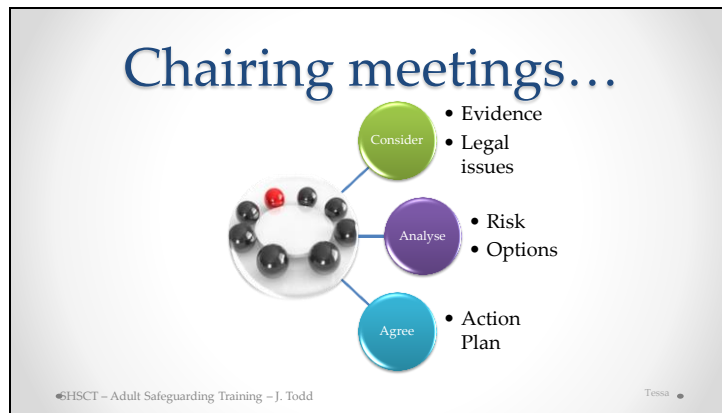 Chairing meetings…
Consider
• Evidence
• Legal
issues
Analyse
• Risk
• Options
Agree
• Action
Plan
SHSCT – Adult Safeguarding Training – J. Todd
Tessa